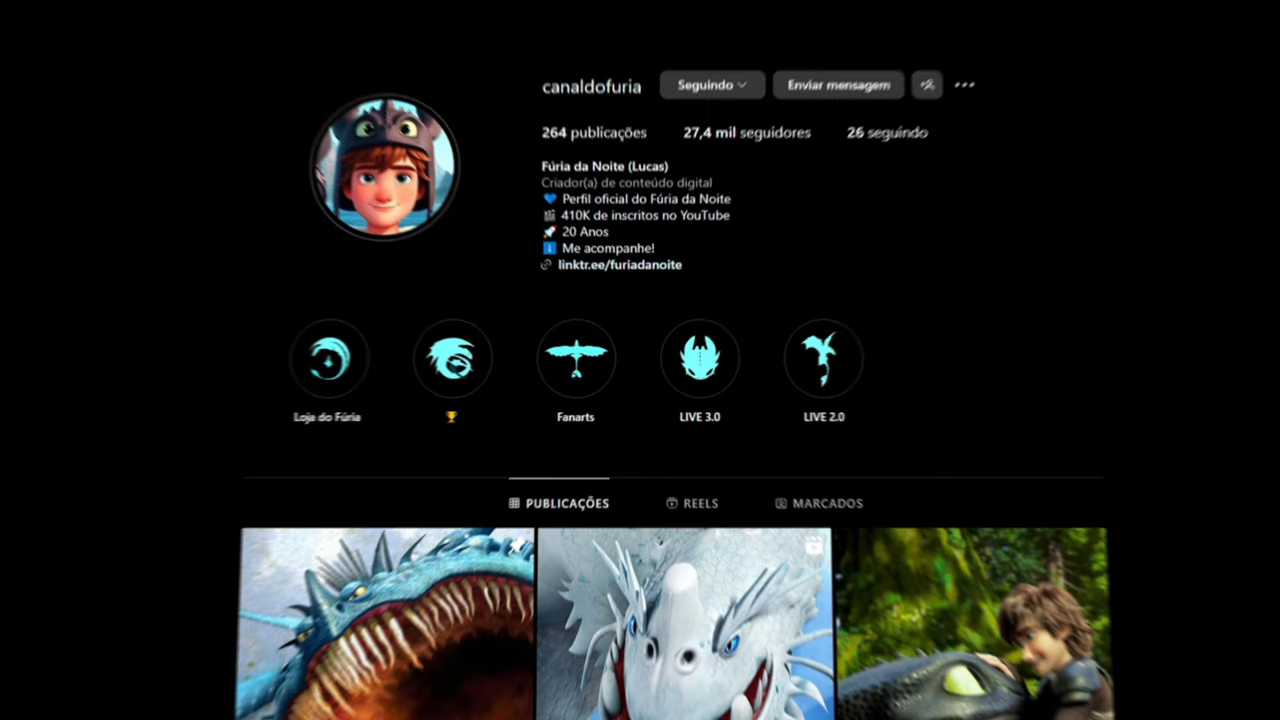 canaldofuria Seguindo Enviar mensagem
264 publicações 27,4 mil seguidores 26 seguindo
Fúria da Noite (Lucas)
Criador(a) de conteúdo digital
💙 Perfil oficial do Fúria da Noite
🎬 410K de inscritos no YouTube
🚀 20 Anos
⬇️ Me acompanhe!
linktr.ee/furiadanoite
Loja do Fúria 🏆 Fanarts LIVE 3.0 LIVE 2.0
PUBLICAÇÕES REELS MARCADOS